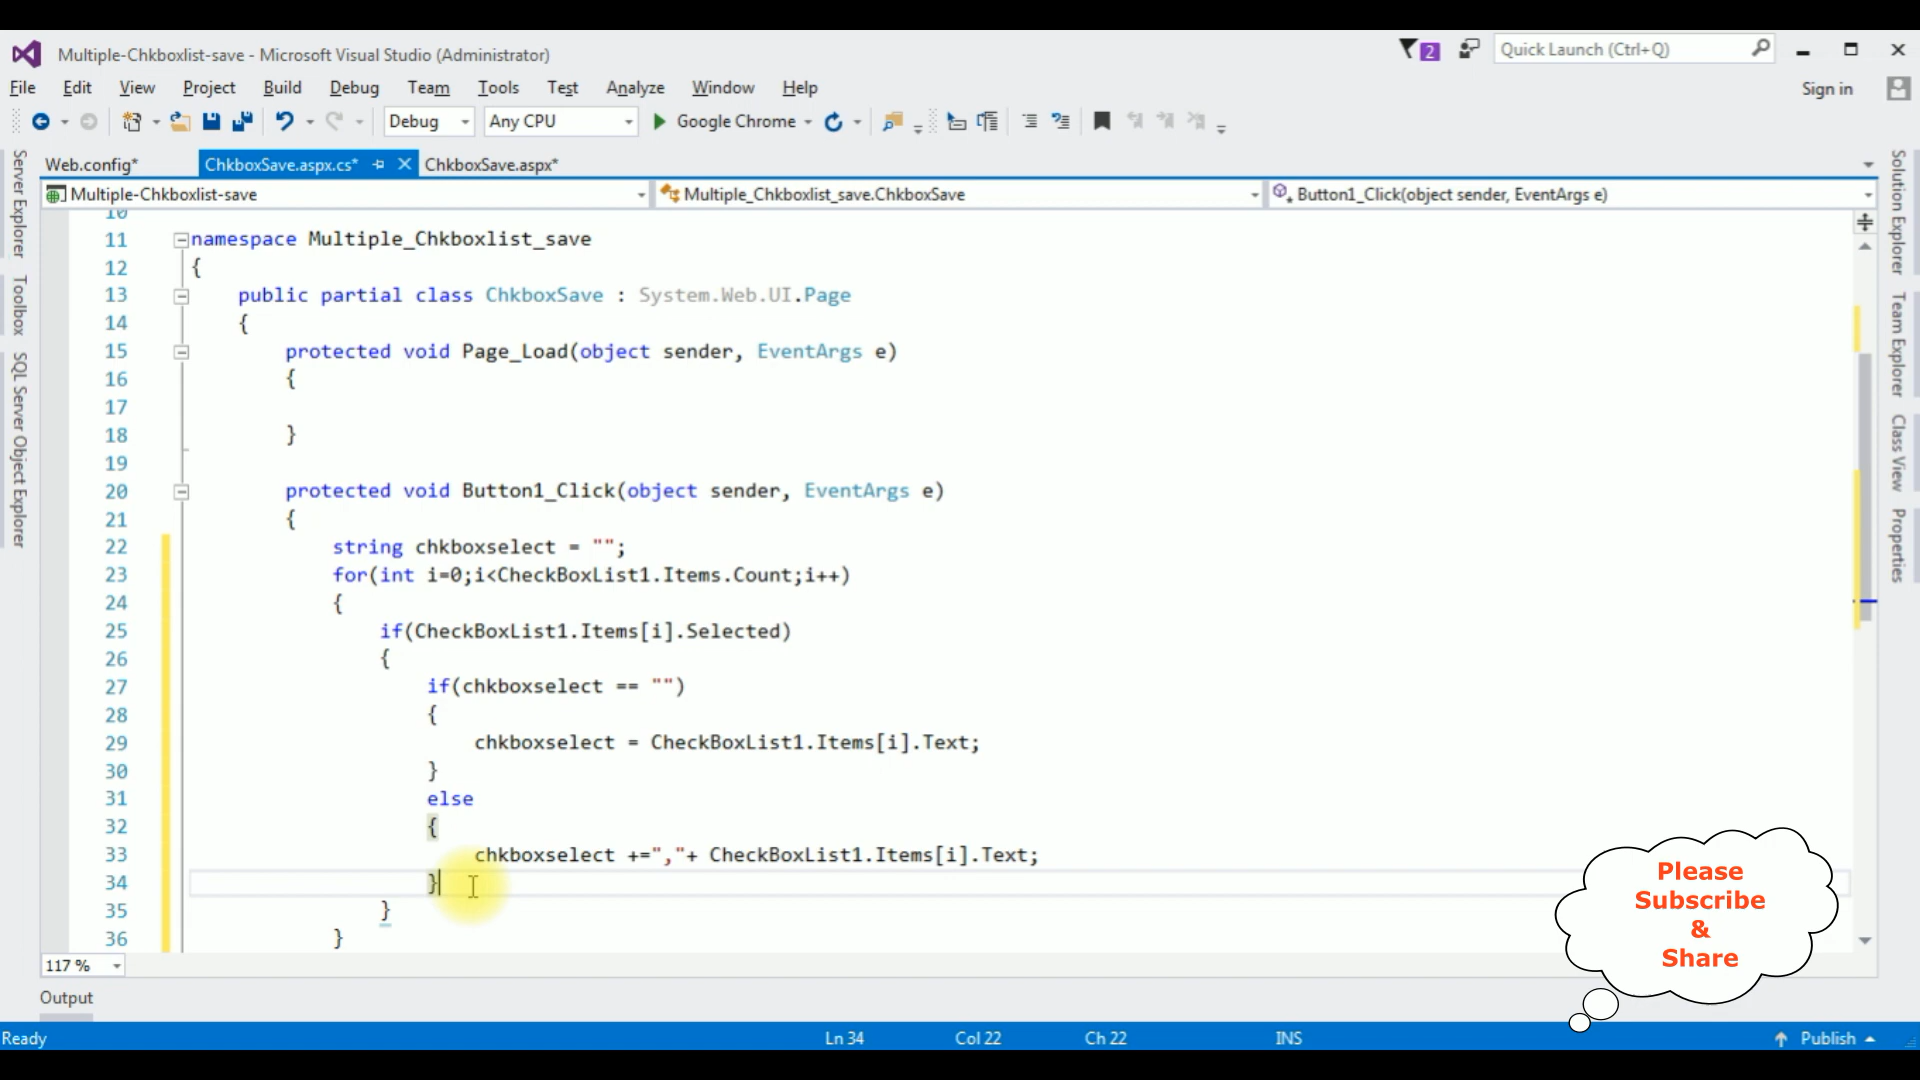 Multiple-Chkboxlist-save - Microsoft Visual Studio (Administrator)
2
Quick Launch (Ctrl+Q)
File Edit View Project Build Debug Team Tools Test Analyze Window Help
Sign in
Debug Any CPU Google Chrome
Web.config* ChkboxSave.aspx.cs* ChkboxSave.aspx*
Multiple-Chkboxlist-save Multiple_Chkboxlist_save.ChkboxSave Button1_Click(object sender, EventArgs e)
Server Explorer
Toolbox
SQL Server Object Explorer
Solution Explorer
Team Explorer
Class View
Properties
10
11 namespace Multiple_Chkboxlist_save
12 {
13 public partial class ChkboxSave : System.Web.UI.Page
14 {
15 protected void Page_Load(object sender, EventArgs e)
16 {
17
18 }
19
20 protected void Button1_Click(object sender, EventArgs e)
21 {
22 string chkboxselect = "";
23 for(int i=0;i<CheckBoxList1.Items.Count;i++)
24 {
25 if(CheckBoxList1.Items[i].Selected)
26 {
27 if(chkboxselect == "")
28 {
29 chkboxselect = CheckBoxList1.Items[i].Text;
30 }
31 else
32 {
33 chkboxselect +=","+ CheckBoxList1.Items[i].Text;
34 }
35 }
36 }
Please
Subscribe
&
Share
117 %
Output
Ready Ln 34 Col 22 Ch 22 INS Publish